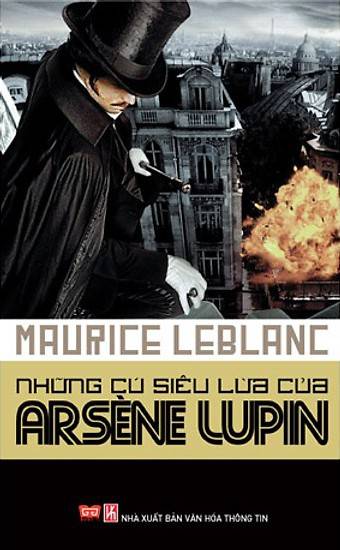 MAURICE LEBLANC
NHỮNG CÚ SIÊU LỪA CỦA
ARSÈNE LUPIN
NHÀ XUẤT BẢN VĂN HÓA THÔNG TIN